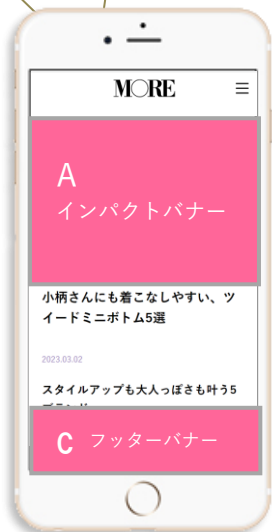 MORE
A
インパクトバナー
小柄さんにも着こなしやすい、ツ
イードミニボトム5選
2023.03.02
スタイルアップも大人っぽさも叶う5
C フッターバナー